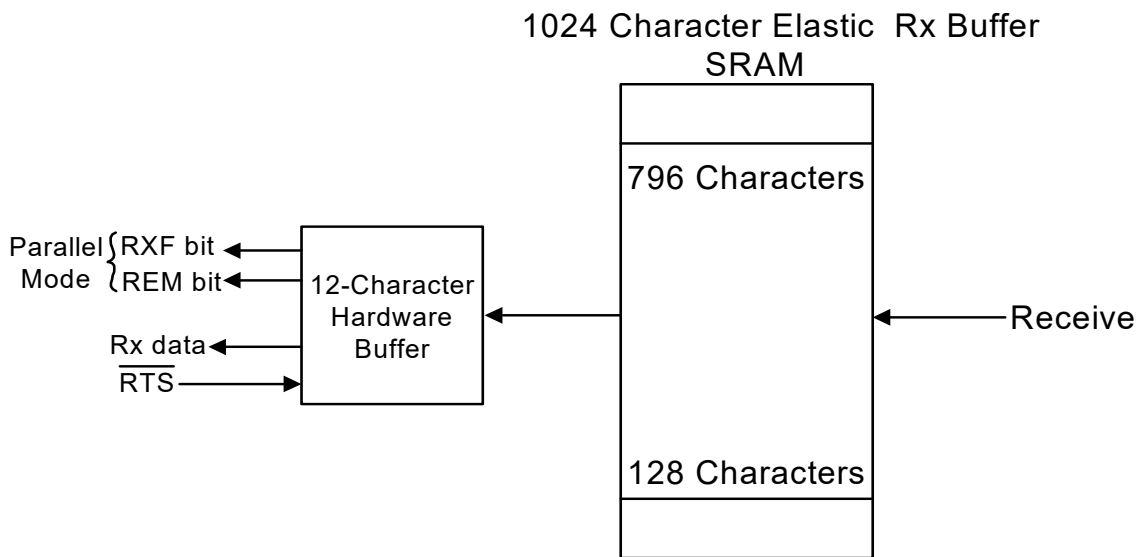 1024 Character Elastic Rx Buffer
SRAM
796 Characters
Parallel
Mode
RXF bit
REM bit
12-Character
Hardware
Buffer
Rx data
RTS
Receive
128 Characters